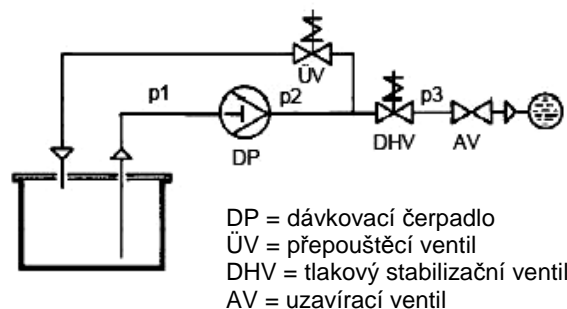 ÜV
p1
p2
p3
DP
DHV
AV
DP = dávkovací čerpadlo
ÜV = přepouštěcí ventil
DHV = tlakový stabilizační ventil
AV = uzavírací ventil